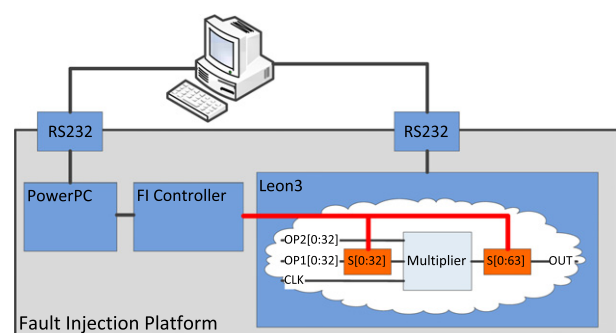 RS232
RS232
PowerPC
FI Controller
Leon3
OP2[0:32]
OP1[0:32]
S[0:32]
Multiplier
S[0:63]
OUT
CLK
Fault Injection Platform